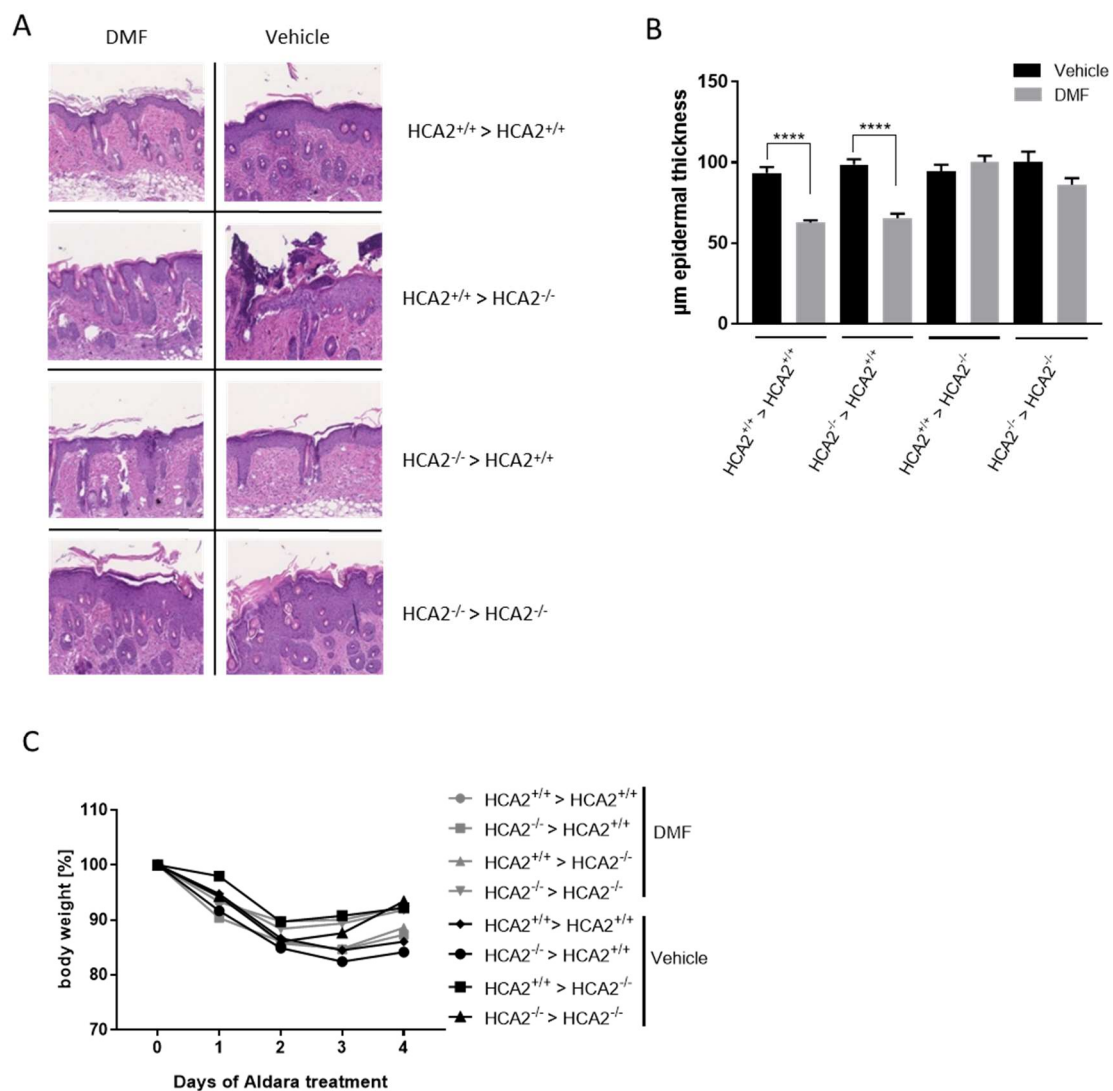 A
DMF Vehicle
HCA2+/+ > HCA2+/+
HCA2+/+ > HCA2-/-
HCA2-/- > HCA2+/+
HCA2-/- > HCA2-/-
B
Vehicle
DMF
µm epidermal thickness
150
100
50
0
**** ****
HCA2+/+ > HCA2+/+
HCA2-/- > HCA2+/+
HCA2+/+ > HCA2-/-
HCA2-/- > HCA2-/-
C
body weight [%]
110
100
90
80
70
0 1 2 3 4
Days of Aldara treatment
HCA2+/+ > HCA2+/+
HCA2-/- > HCA2+/+
HCA2+/+ > HCA2-/-
HCA2-/- > HCA2-/-
DMF
HCA2+/+> HCA2+/+
HCA2-/- > HCA2+/+
HCA2+/+ > HCA2-/-
HCA2-/- > HCA2-/-
Vehicle